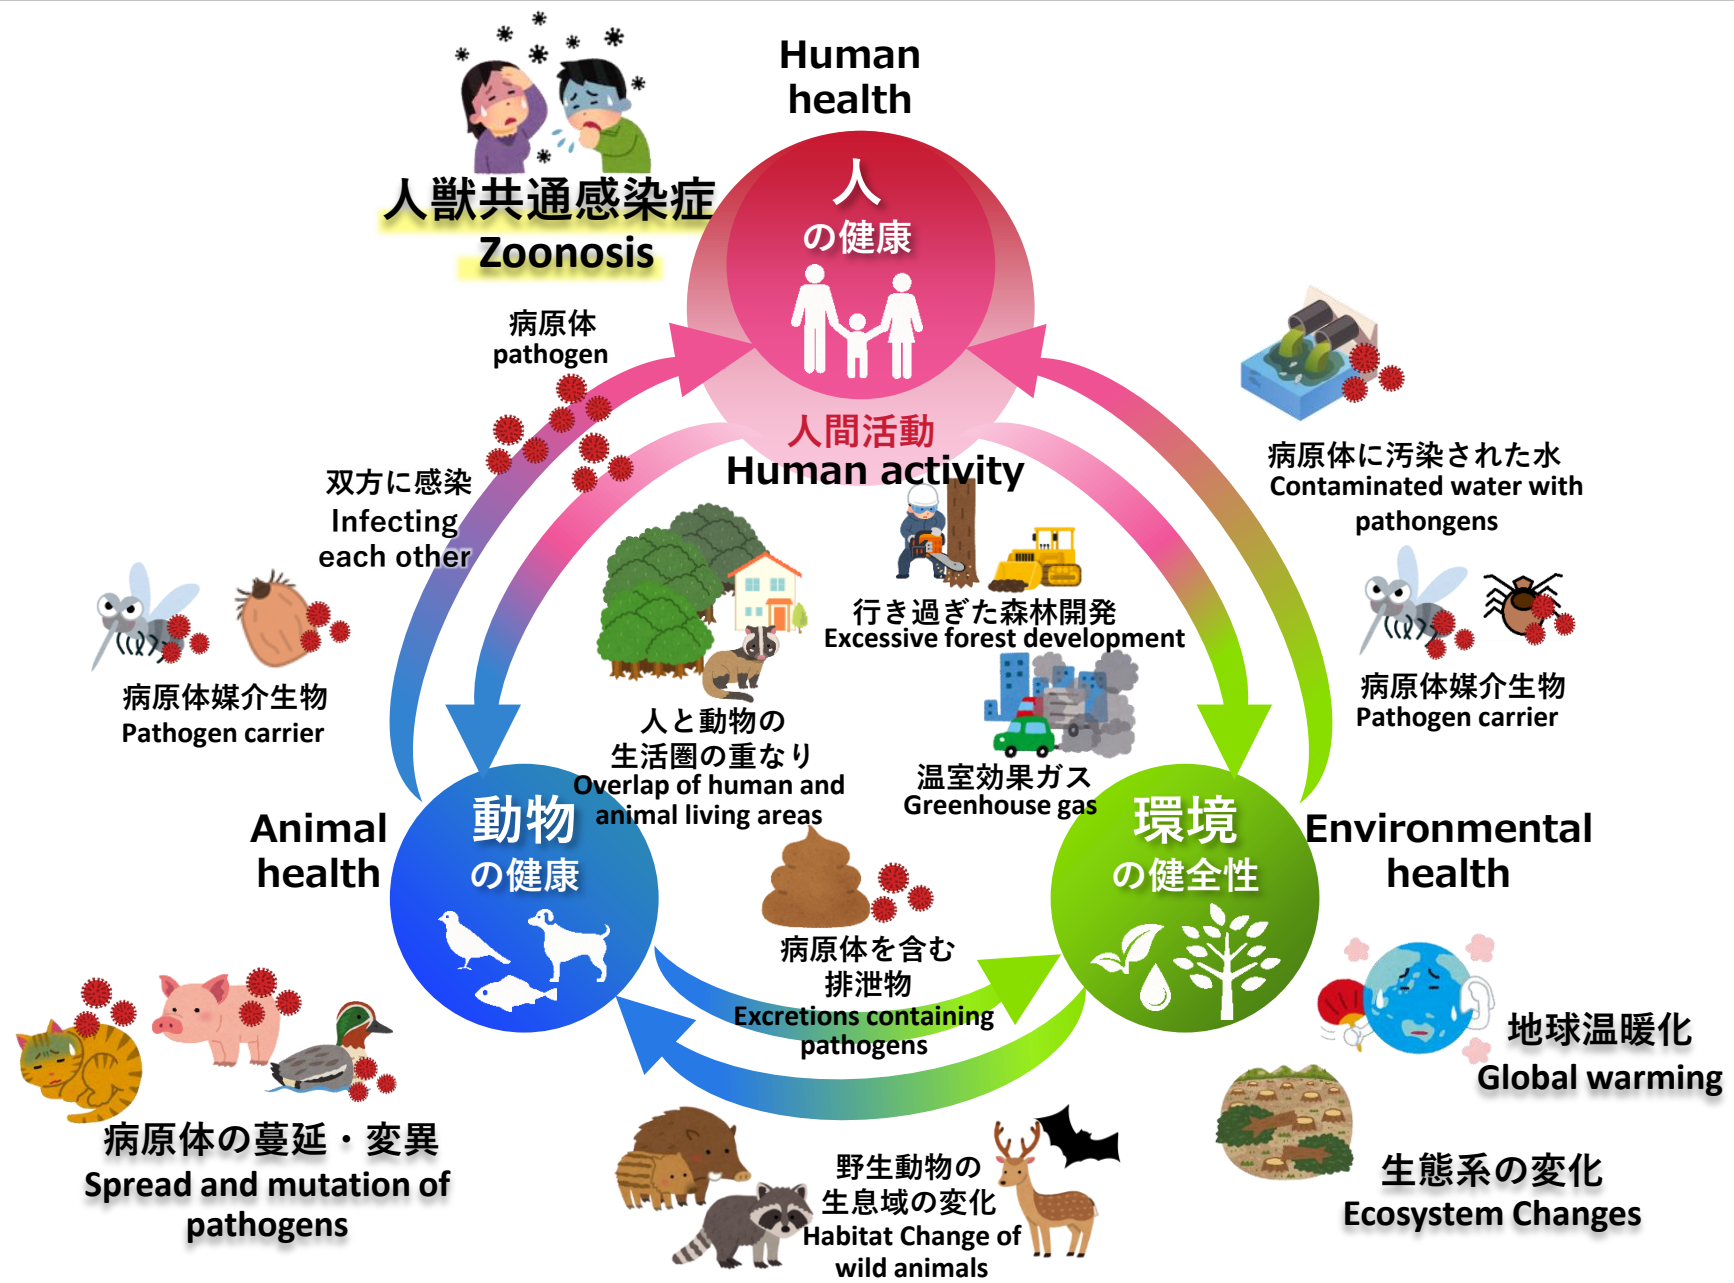 Human
health
人
の健康
人獣共通感染症
Zoonosis
病原体
pathogen
双方に感染
Infecting
each other
病原体媒介生物
Pathogen carrier
人間活動
Human activity
行き過ぎた森林開発
Excessive forest development
温室効果ガス
Greenhouse gas
人と動物の
生活圏の重なり
Overlap of human and
animal living areas
病原体に汚染された水
Contaminated water with
pathongens
病原体媒介生物
Pathogen carrier
Animal
health
動物
の健康
環境
の健全性
Environmental
health
病原体を含む
排泄物
Excretions containing
pathogens
病原体の蔓延・変異
Spread and mutation of
pathogens
野生動物の
生息域の変化
Habitat Change of
wild animals
地球温暖化
Global warming
生態系の変化
Ecosystem Changes